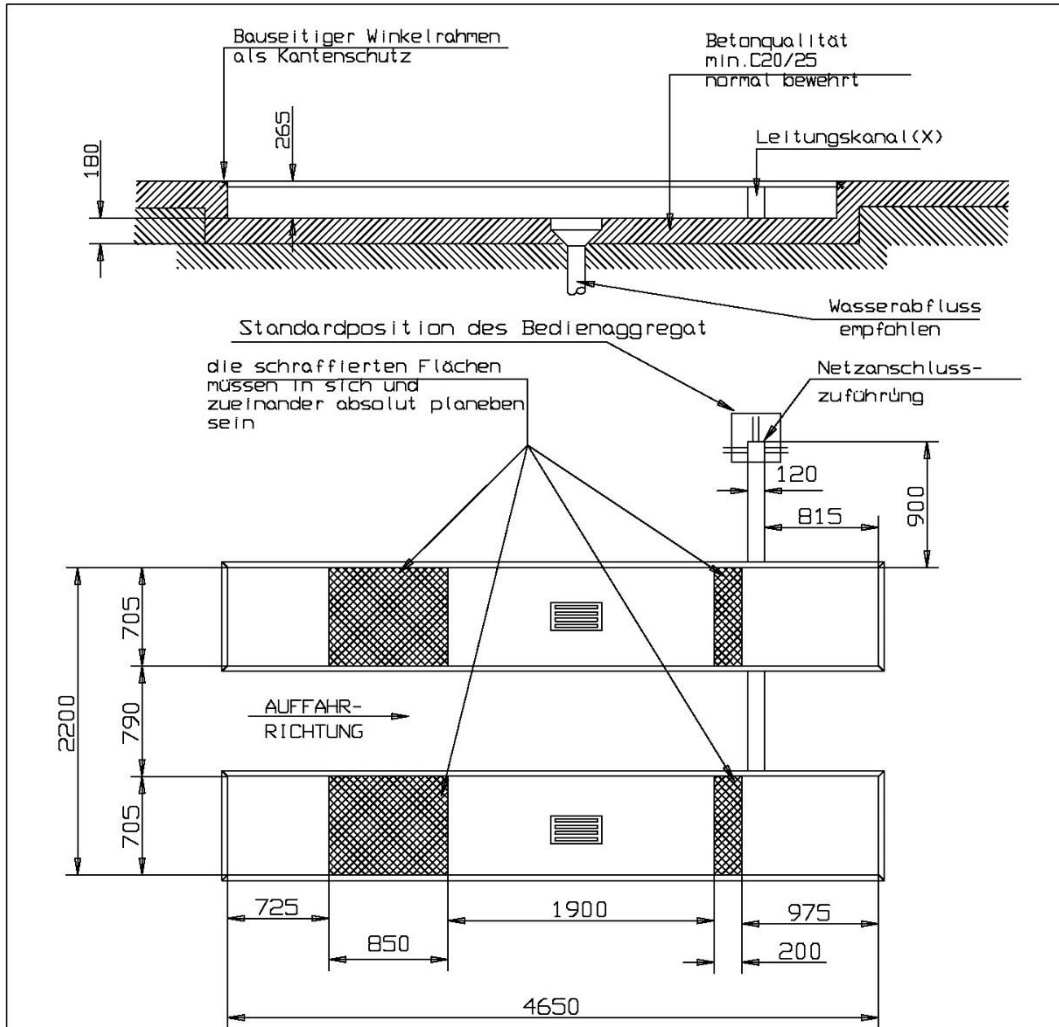 Bauseitiger Winkelrahmen
als Kantenschutz
Betonqualität
min.C20/25
normal bewehrt
265
180
Leitungskanal(X)
Wasserabfluss
empfohlen
Standardposition des Bedienaggregat
die schraffierten Flächen
müssen in sich und
zueinander absolut planeben
sein
Netzanschluss-
zuführung
120
900
815
705
2200
790
AUFFAHR-
RICHTUNG
705
725
1900
975
850
200
4650